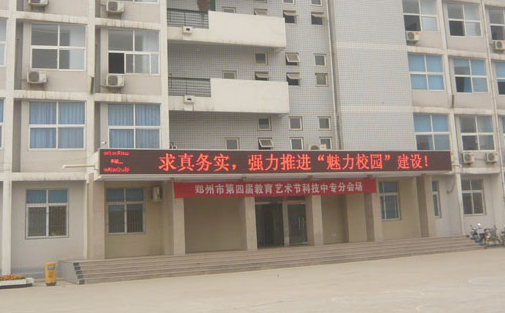 求真务实，强力推进“魅力校园”建设！
郑州市第四届教育艺术节科技中专分会场